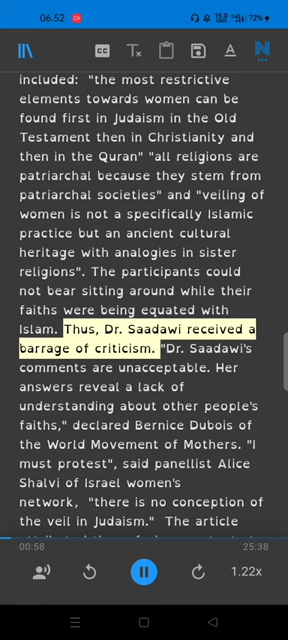 06.52
15.0 KB/S
72%
CC
T
A
N
included: "the most restrictive
elements towards women can be
found first in Judaism in the Old
Testament then in Christianity and
then in the Quran" "all religions are
patriarchal because they stem from
patriarchal societies" and "veiling of
women is not a specifically Islamic
practice but an ancient cultural
heritage with analogies in sister
religions". The participants could
not bear sitting around while their
faiths were being equated with
Islam. Thus, Dr. Saadawi received a
barrage of criticism. "Dr. Saadawi's
comments are unacceptable. Her
answers reveal a lack of
understanding about other people's
faiths," declared Bernice Dubois of
the World Movement of Mothers. "I
must protest", said panellist Alice
Shalvi of Israel women's
network, "there is no conception of
the veil in Judaism." The article
00:58
25:38
1.22x